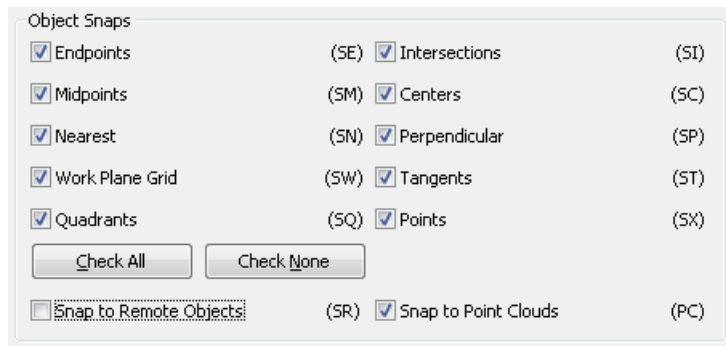 Object Snaps
Endpoints (SE) Intersections (SI)
Midpoints (SM) Centers (SC)
Nearest (SN) Perpendicular (SP)
Work Plane Grid (SW) Tangents (ST)
Quadrants (SQ) Points (SX)
Check All Check None
Snap to Remote Objects (SR) Snap to Point Clouds (PC)